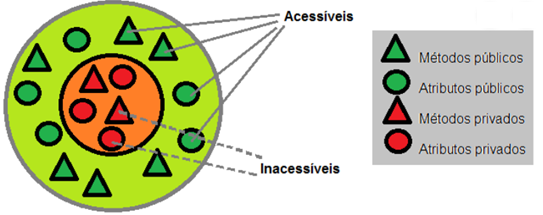 Acessíveis
Inacessíveis
Métodos públicos
Atributos públicos
Métodos privados
Atributos privados